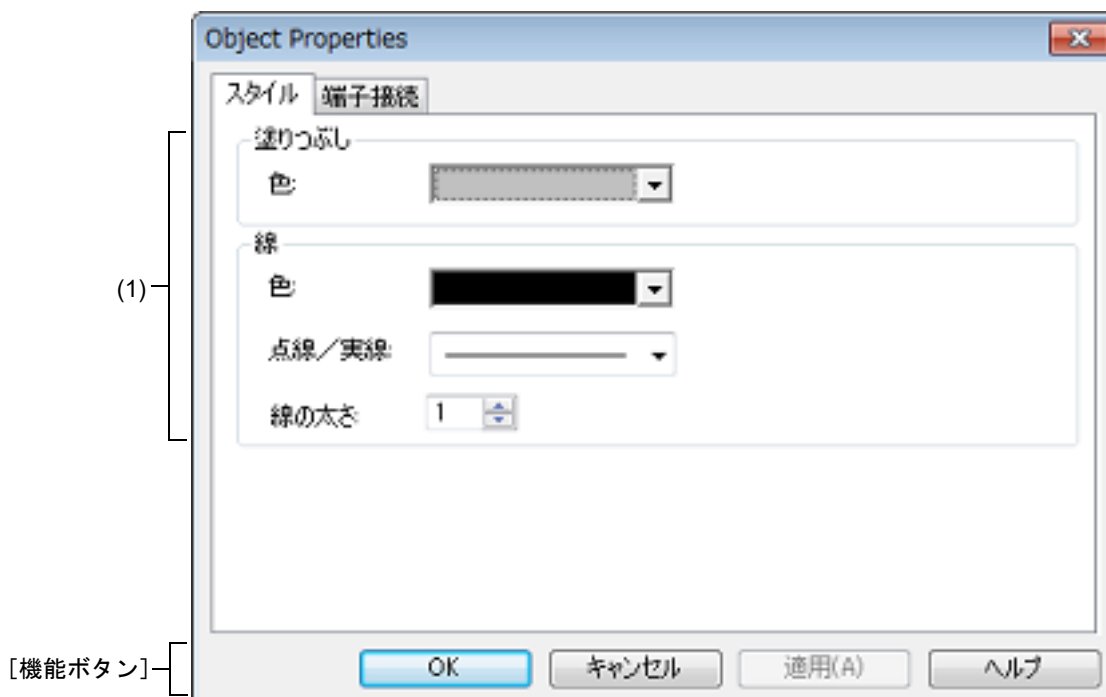 Object Properties
スタイル 端子接続
塗りつぶし
色:
線
色:
(1)
点線／実線:
線の太さ:
1
[機能ボタン]
OK キャンセル 適用(A) ヘルプ